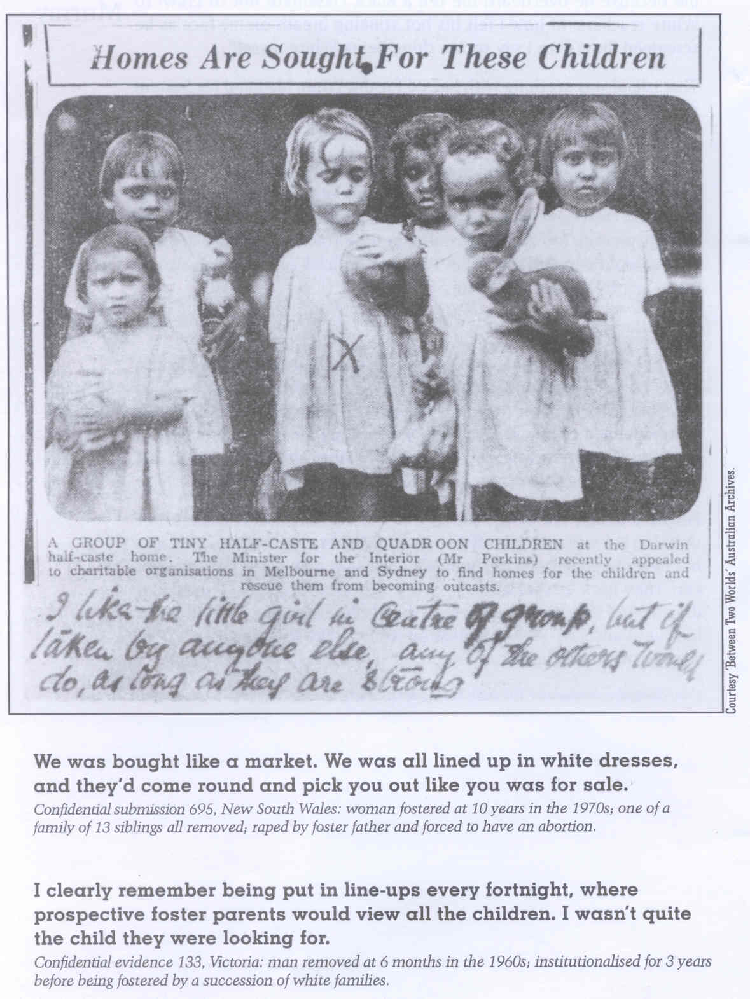 Homes Are Sought For These Children
X
A GROUP OF TINY HALF-CASTE AND QUADROON CHILDREN at the Darwin
half-caste home. The Minister for the Interior (Mr Perkins) recently appealed
to charitable organisations in Melbourne and Sydney to find homes for the children and
rescue them from becoming outcasts.
I like the little girl in Centre of group, but if
taken by anyone else, any of the others would
do, as long as they are strong
Courtesy 'Between Two Worlds' Australian Archives.
We was bought like a market. We was all lined up in white dresses,
and they'd come round and pick you out like you was for sale.
Confidential submission 695, New South Wales: woman fostered at 10 years in the 1970s; one of a
family of 13 siblings all removed; raped by foster father and forced to have an abortion.
I clearly remember being put in line-ups every fortnight, where
prospective foster parents would view all the children. I wasn't quite
the child they were looking for.
Confidential evidence 133, Victoria: man removed at 6 months in the 1960s; institutionalised for 3 years
before being fostered by a succession of white families.